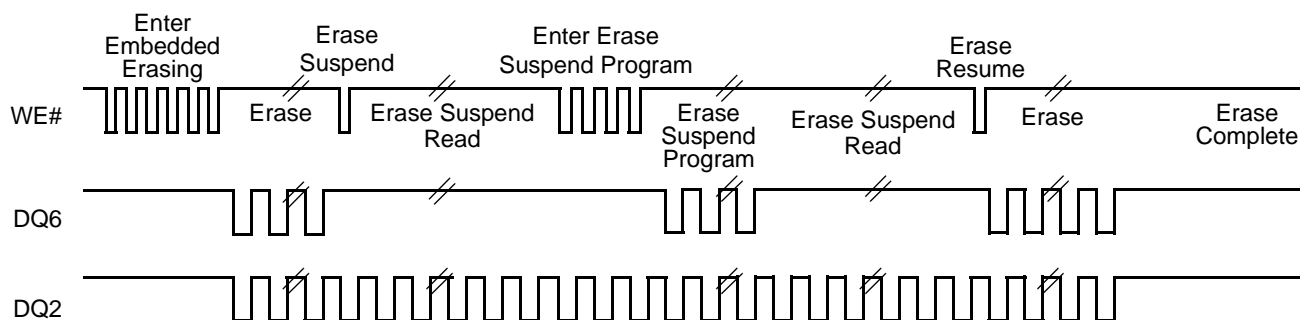 Enter
Embedded
Erasing
Erase
Suspend
Enter Erase
Suspend Program
Erase
Resume
WE#
Erase
Erase Suspend
Read
Erase
Suspend
Program
Erase Suspend
Read
Erase
Erase
Complete
DQ6
DQ2